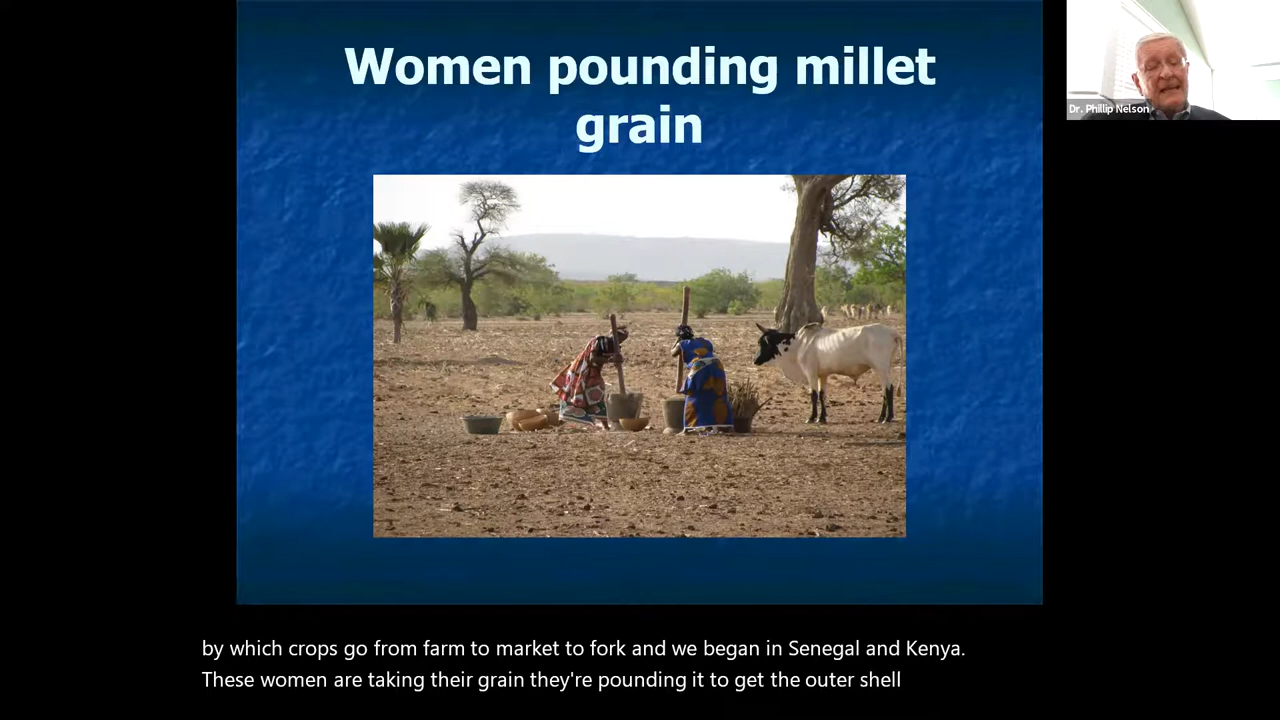 Women pounding millet
grain
Dr. Phillip Nelson
by which crops go from farm to market to fork and we began in Senegal and Kenya.
These women are taking their grain they're pounding it to get the outer shell